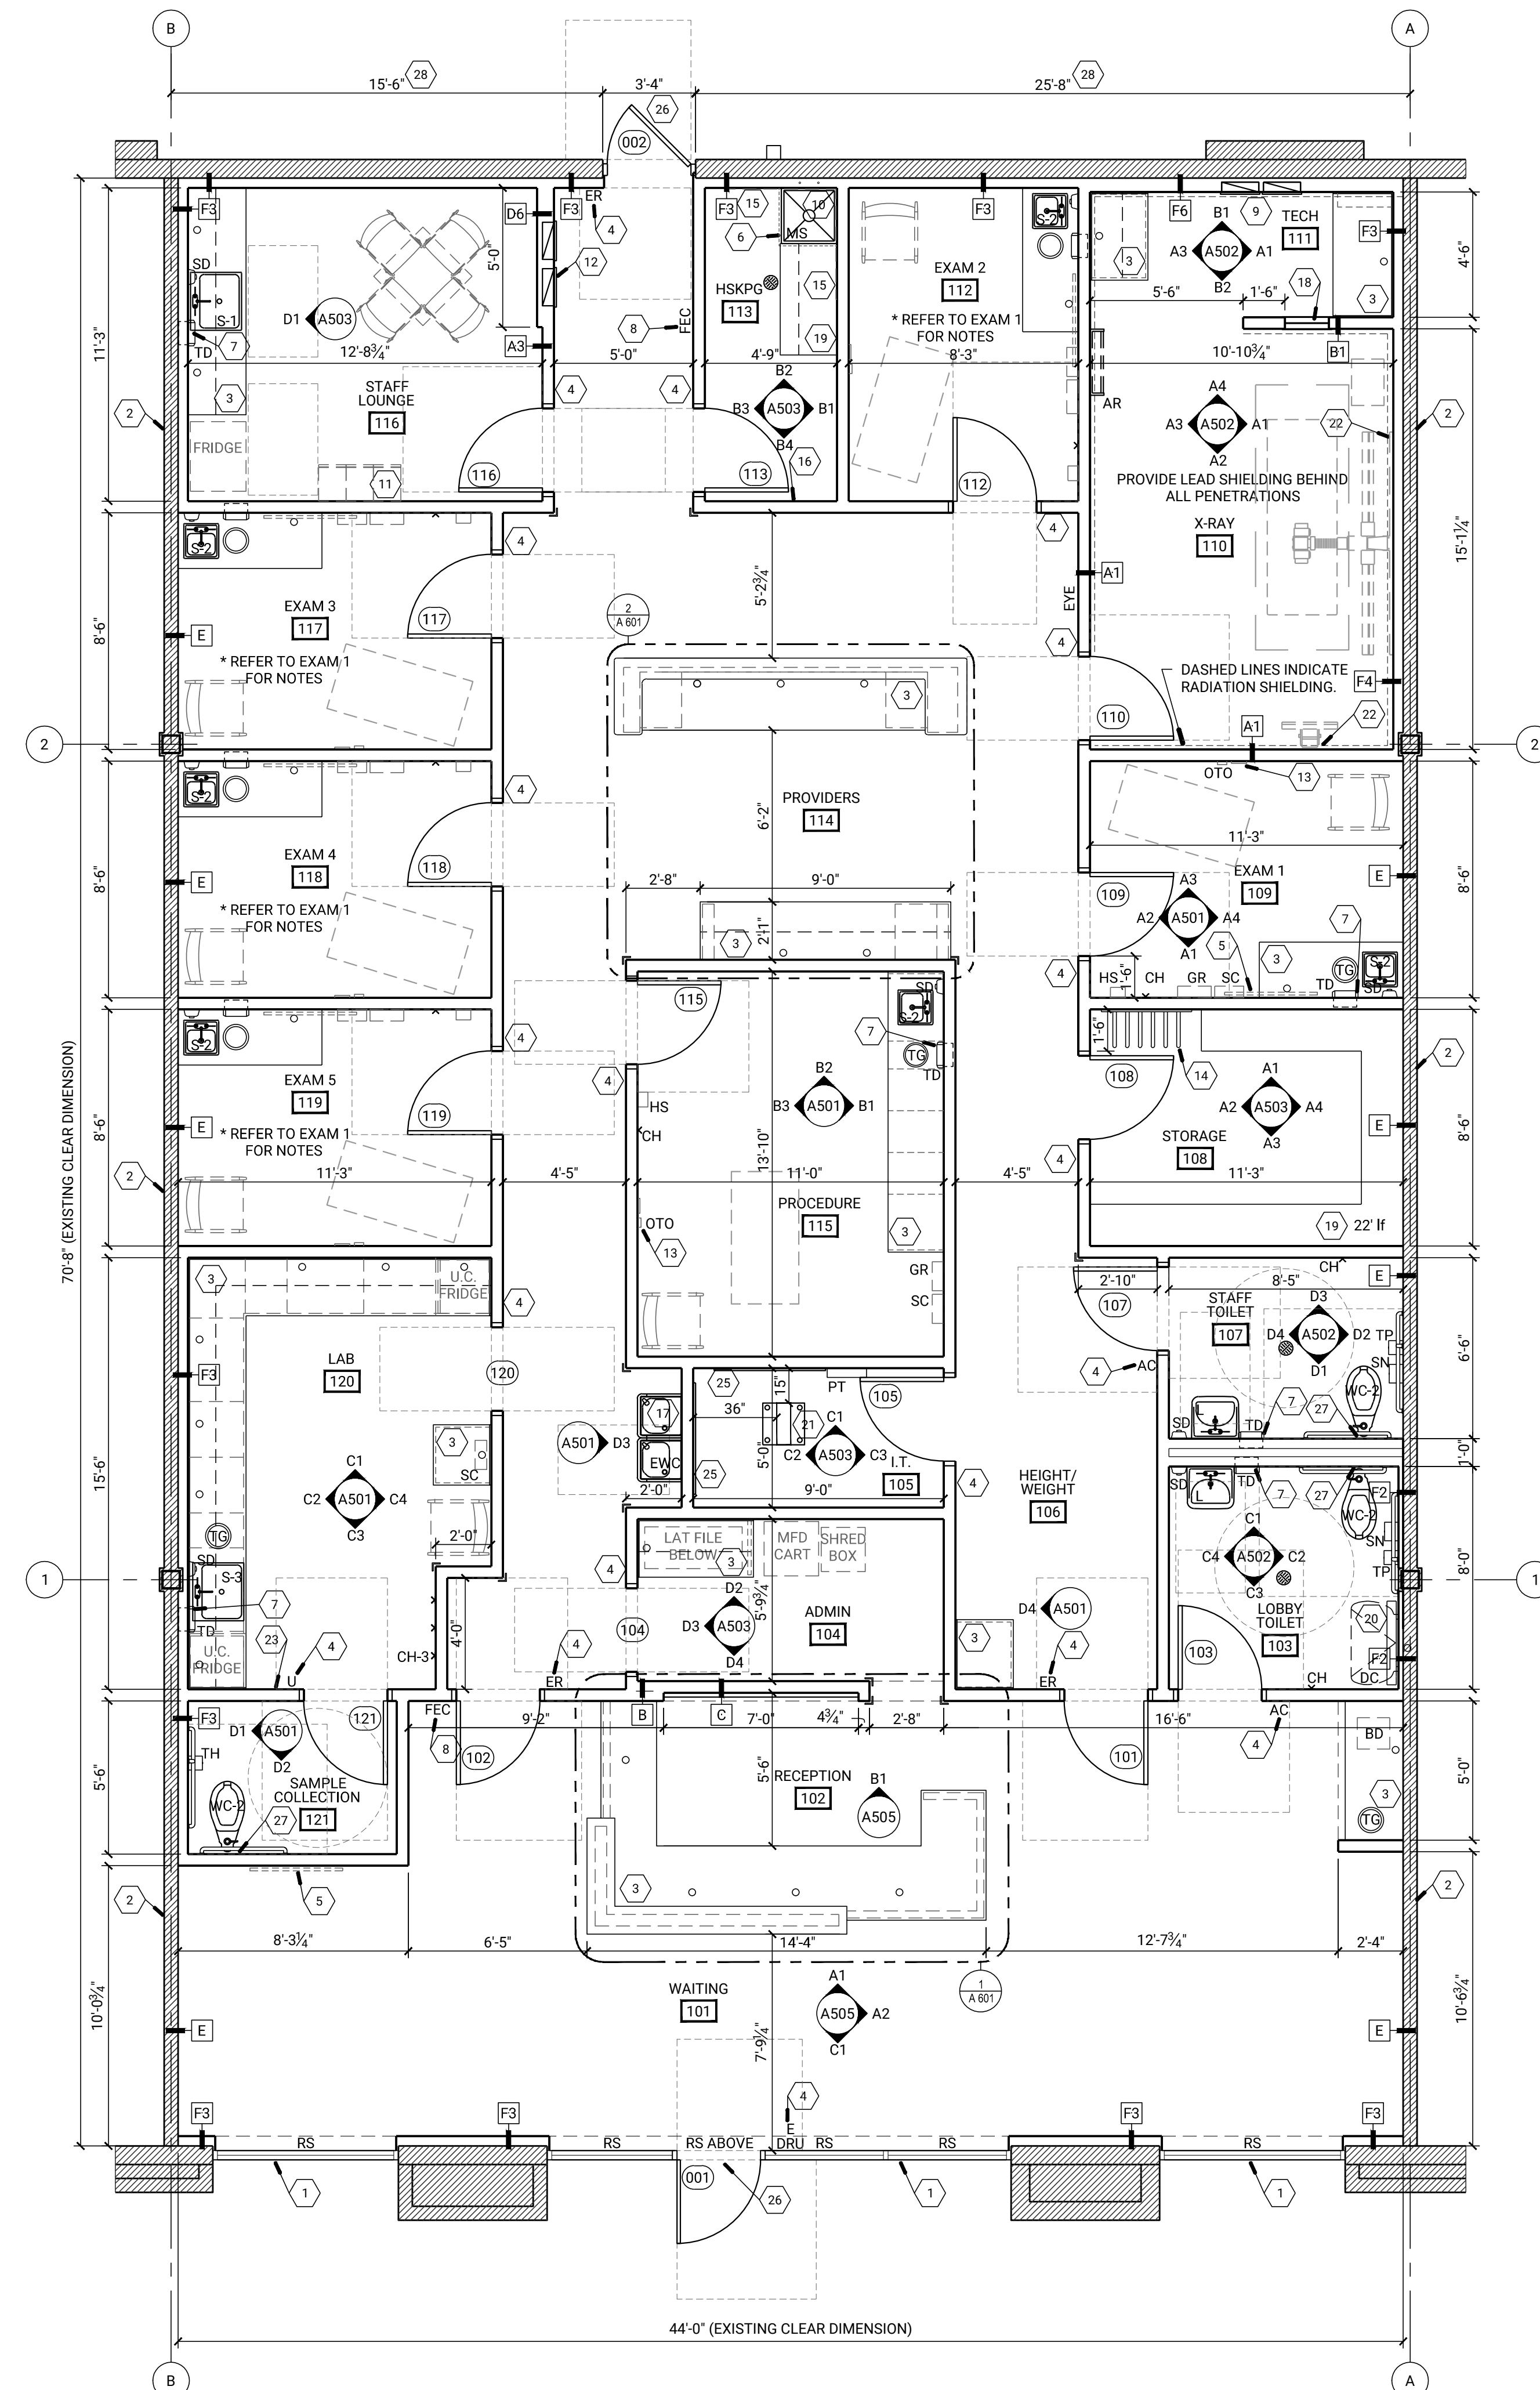 B
A
15'-6"
28
3'-4"
25'-8"
28
26
002
F3
F3
ER
D6
4
F3
15
10
6
MS
F3
S-2
F6
9
B1
TECH
111
F3
A3
A502
A1
B2
3
3
4'-6"
SD
S-1
7
TD
D1
A503
5'-0"
12
8
FEC
HSKPG
113
15
19
EXAM 2
112
* REFER TO EXAM 1
FOR NOTES
5'-6"
1'-6"
18
B1
11'-3"
12'-8¾"
A3
5'-0"
4'-9"
8'-3"
10'-10¾"
STAFF
LOUNGE
116
3
4
4
B2
B3
A503
B1
B4
AR
A4
A3
A502
A1
A2
22
2
2
FRIDGE
11
116
113
16
112
PROVIDE LEAD SHIELDING BEHIND
ALL PENETRATIONS
X-RAY
110
15'-1¼"
S-2
4
4
A1
EYE
EXAM 3
117
* REFER TO EXAM 1
FOR NOTES
117
5'-2¾"
2
A 601
4
8'-6"
E
3
DASHED LINES INDICATE
RADIATION SHIELDING.
F4
110
22
A1
2
2
S-2
4
OTO
13
PROVIDERS
114
6'-2"
11'-3"
EXAM 4
118
* REFER TO EXAM 1
FOR NOTES
118
E
8'-6"
2'-8"
9'-0"
3
2'-1"
109
EXAM 1
109
A3
A2
A501
A4
A1
E
8'-6"
5
7
3
4
HS
1'-6"
CH
GR
SC
TG
S-2
TD
SD
S-2
4
115
SD
S-2
7
TG
TD
1'-6"
108
14
2
EXAM 5
119
* REFER TO EXAM 1
FOR NOTES
119
E
8'-6"
4
HS
CH
B2
B3
A501
B1
13'-10"
A1
A2
A503
A4
A3
STORAGE
108
E
8'-6"
70'-8" (EXISTING CLEAR DIMENSION)
2
11'-3"
4'-5"
11'-0"
4'-5"
4
11'-3"
PROCEDURE
115
OTO
13
3
19
22' lf
GR
SC
3
U.C.
FRIDGE
4
2'-10"
107
8'-5"
CH
E
STAFF
TOILET
107
D3
D4
A502
D2
D1
TP
SN
WC-2
6'-6"
LAB
120
F3
120
4
AC
PT
105
25
15"
36"
17
21
3
SC
A501
D3
EWC
C1
C2
A503
C3
5'-0"
I.T.
105
SD
L
TD
7
27
1'-0"
15'-6"
C1
C2
A501
C4
C3
25
2'-0"
9'-0"
4
HEIGHT/
WEIGHT
106
SD
L
TD
7
27
F2
WC-2
SN
TP
TG
SD
S-3
2'-0"
LAT FILE
BELOW
3
MFD
CART
SHRED
BOX
4
C1
C4
A502
C2
C3
8'-0"
1
1
7
TD
23
4
U.C.
FRIDGE
U
CH-3
4'-0"
4
ER
104
D2
D3
A503
D4
5'-9¾"
ADMIN
104
D4
A501
3
4
ER
103
LOBBY
TOILET
103
20
F2
CH
DC
F3
D1
A501
D2
121
TH
FEC
8
102
9'-2"
B
C
7'-0"
4¾"
2'-8"
101
16'-6"
AC
4
BD
SAMPLE
COLLECTION
121
WC-2
27
5'-6"
5'-6"
RECEPTION
102
B1
A505
3
TG
5'-0"
5
3
2
2
8'-3¼"
6'-5"
14'-4"
12'-7¾"
2'-4"
1
A 601
WAITING
101
A1
A505
A2
C1
10'-0¾"
7'-9¼"
10'-6¾"
E
E
4
F3
F3
F3
F3
E
RS
RS
RS ABOVE
DRU
RS
RS
RS
001
1
26
1
1
44'-0" (EXISTING CLEAR DIMENSION)
B
A